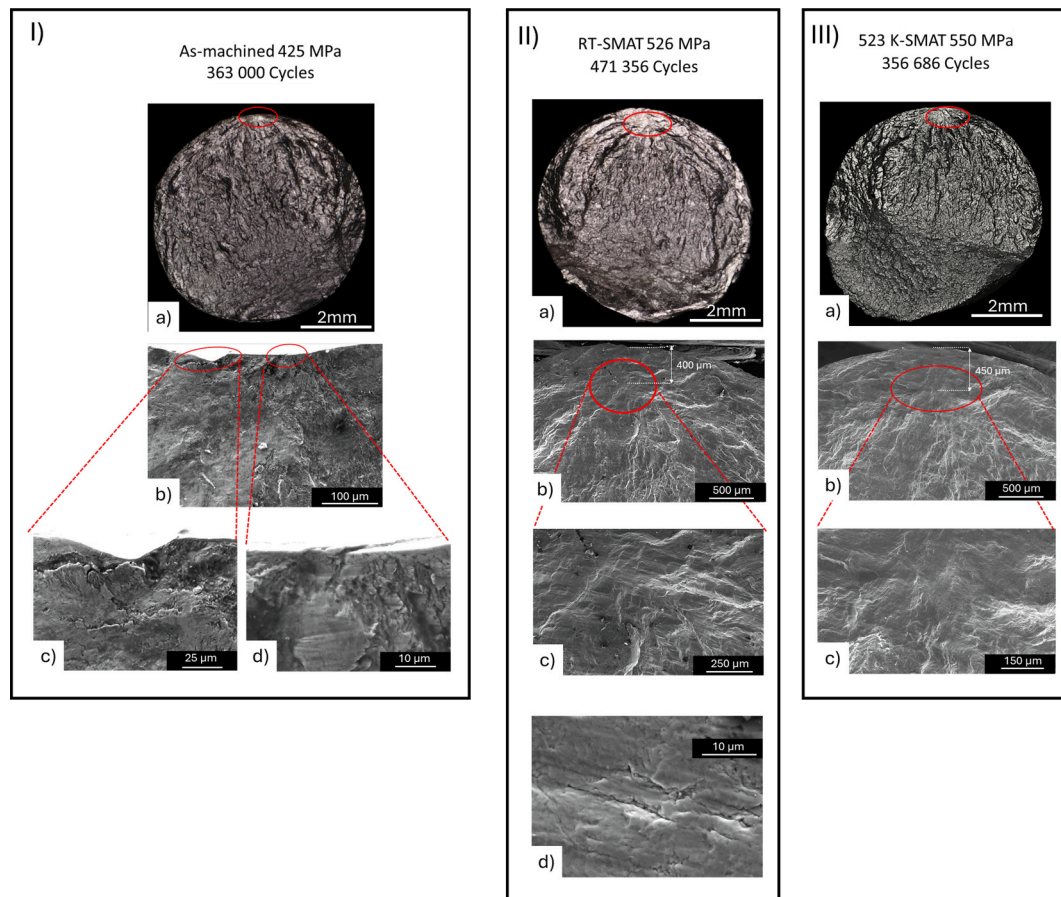 I)
As-machined 425 MPa
363 000 Cycles
a)
2mm
b)
100 µm
c)
25 µm
d)
10 µm
II)
RT-SMAT 526 MPa
471 356 Cycles
a)
2mm
400 µm
b)
500 µm
c)
250 µm
10 µm
d)
III)
523 K-SMAT 550 MPa
356 686 Cycles
a)
2mm
450 µm
b)
500 µm
c)
150 µm